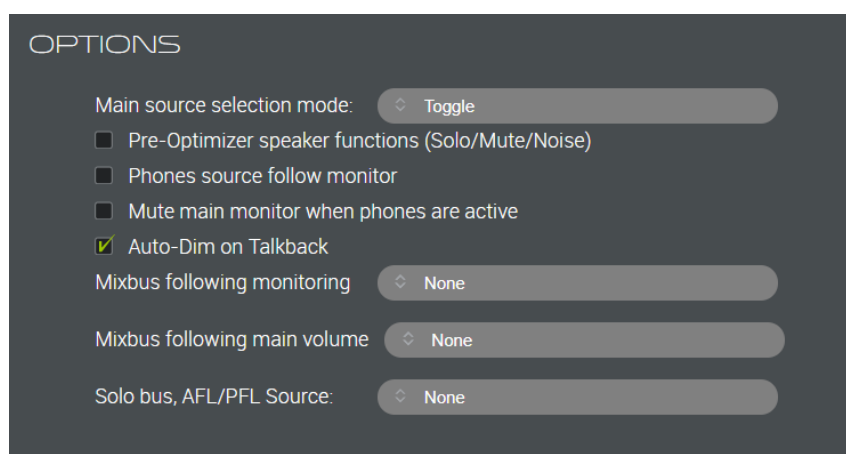 OPTIONS
Main source selection mode: Toggle
Pre-Optimizer speaker functions (Solo/Mute/Noise)
Phones source follow monitor
Mute main monitor when phones are active
Auto-Dim on Talkback
Mixbus following monitoring None
Mixbus following main volume None
Solo bus, AFL/PFL Source: None